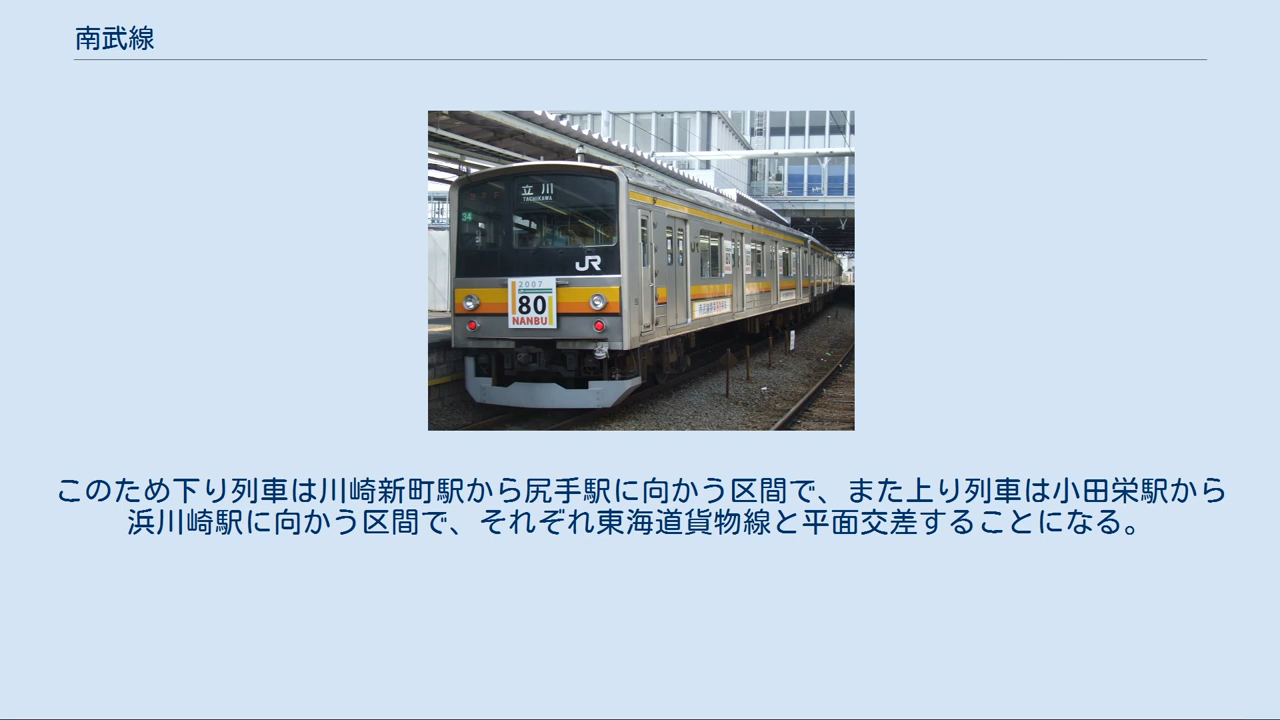 南武線
立川
TACHIKAWA
34
JR
2007
80
NANBU
このため下り列車は川崎新町駅から尻手駅に向かう区間で、また上り列車は小田栄駅から
浜川崎駅に向かう区間で、それぞれ東海道貨物線と平面交差することになる。